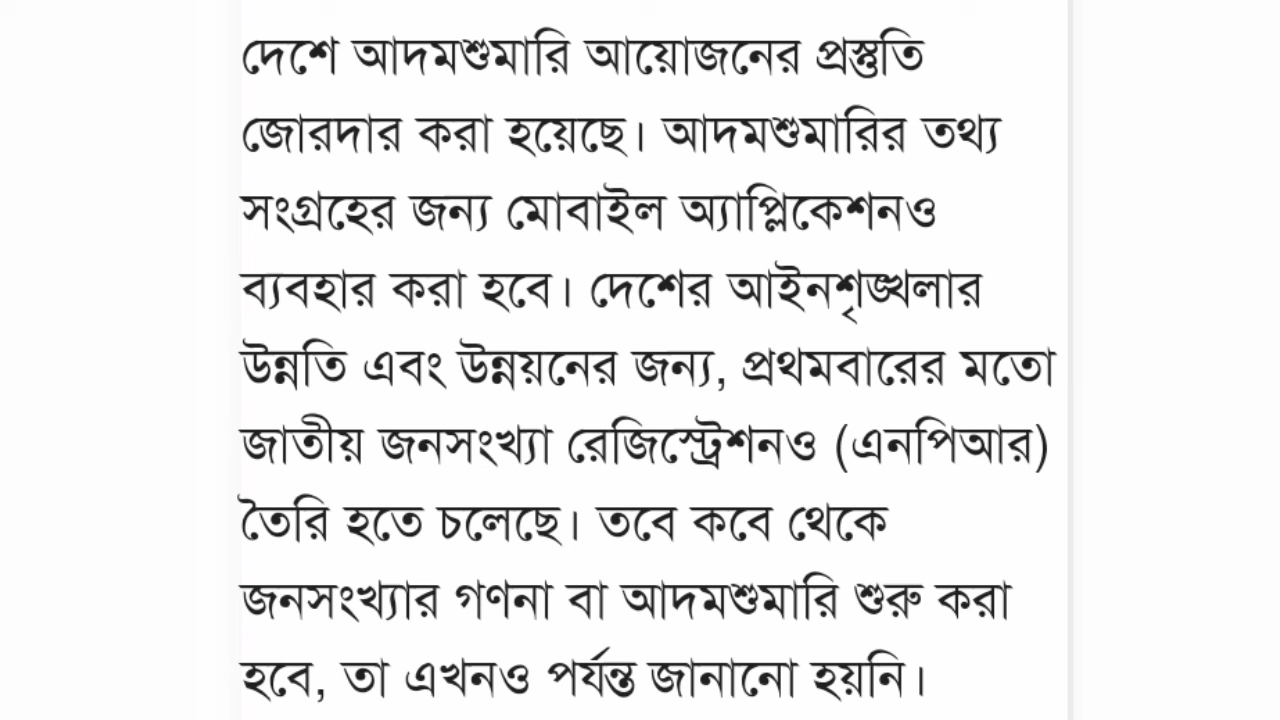 দেশে আদমশুমারি আয়োজনের প্রস্তুতি
জোরদার করা হয়েছে। আদমশুমারির তথ্য
সংগ্রহের জন্য মোবাইল অ্যাপ্লিকেশনও
ব্যবহার করা হবে। দেশের আইনশৃঙ্খলার
উন্নতি এবং উন্নয়নের জন্য, প্রথমবারের মতো
জাতীয় জনসংখ্যা রেজিস্ট্রেশনও (এনপিআর)
তৈরি হতে চলেছে। তবে কবে থেকে
জনসংখ্যার গণনা বা আদমশুমারি শুরু করা
হবে, তা এখনও পর্যন্ত জানানো হয়নি।